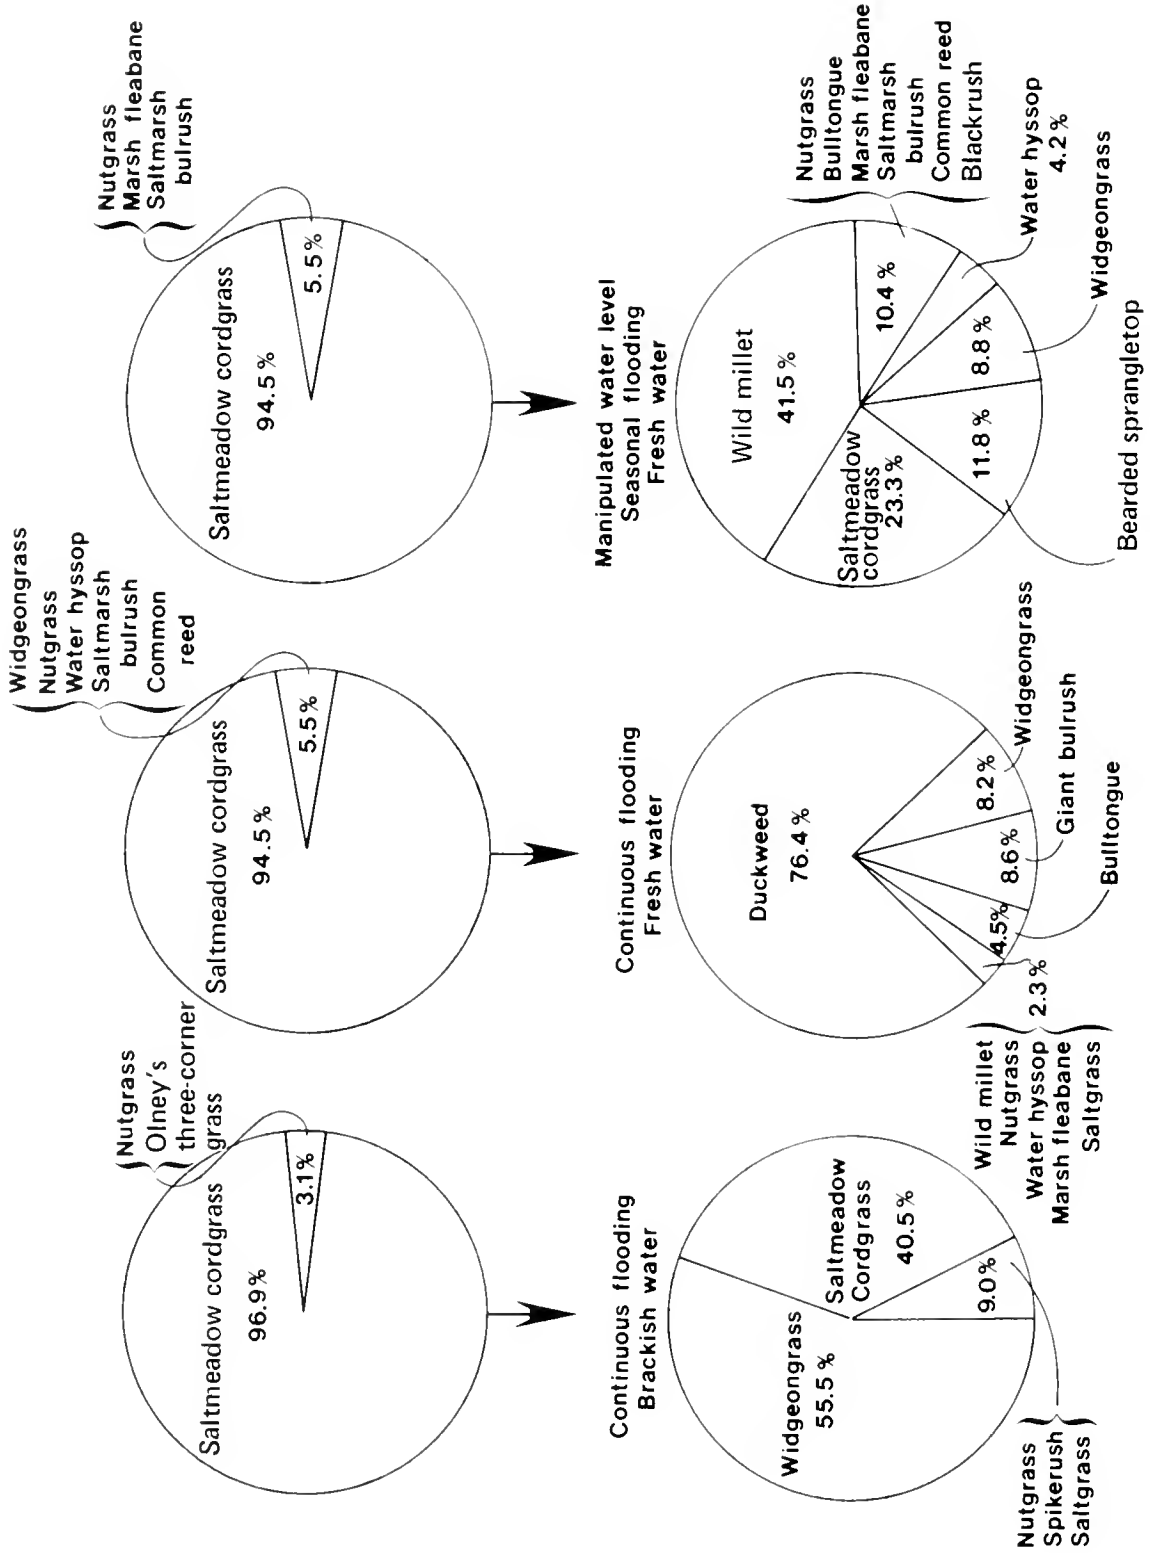 Nutgrass
Olney's
three-corner
grass
Saltmeadow cordgrass
96.9%
3.1%
Continuous flooding
Brackish water
Widgeongrass
55.5%
Saltmeadow
Cordgrass
40.5%
9.0%
Nutgrass
Spikerush
Saltgrass
Widgeongrass
Nutgrass
Water hyssop
Saltmarsh
bulrush
Common
reed
Saltmeadow cordgrass
94.5%
5.5%
Continuous flooding
Fresh water
Duckweed
76.4%
8.2%
Widgeongrass
8.6%
Giant bulrush
4.5%
Bulltongue
2.3%
Wild millet
Nutgrass
Water hyssop
Marsh fleabane
Saltgrass
Nutgrass
Marsh fleabane
Saltmarsh
bulrush
Saltmeadow cordgrass
94.5%
5.5%
Manipulated water level
Seasonal flooding
Fresh water
Wild millet
41.5%
Saltmeadow
cordgrass
23.3%
10.4%
Nutgrass
Bulltongue
Marsh fleabane
Saltmarsh
bulrush
Common reed
Blackrush
Water hyssop
4.2%
8.8%
Widgeongrass
11.8%
Bearded sprangletop